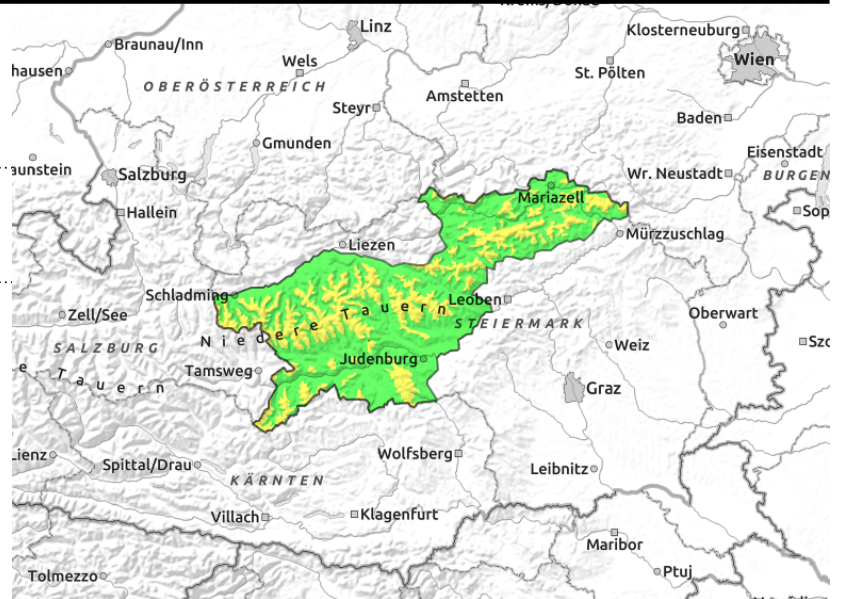 Linz
Klosterneuburg
Braunau/Inn
Wien
Wels
hausen
St. Pölten
OBERÖSTERREICH
Amstetten
Steyr
Baden
Gmunden
Eisenstadt
aunstein
Salzburg
Wr. Neustadt
BURGEN
Mariazell
Hallein
Sop
Mürzzuschlag
Liezen
Schladming
Leoben
Zell/See
Niedere Tauern
STEIERMARK
Oberwart
SALZBURG
Weiz
Szo
Judenburg
Tamsweg
e Tauern
Graz
Lienz
Wolfsberg
Spittal/Drau
Leibnitz
KÄRNTEN
Villach
Klagenfurt
Maribor
Tolmezzo
Ptuj